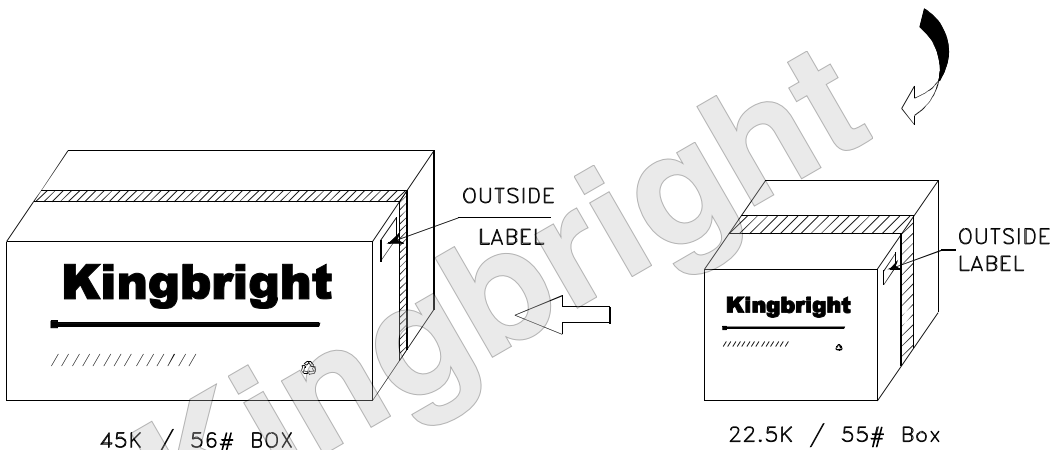 Kingbright
OUTSIDE
LABEL
Kingbright
45K / 56# BOX
OUTSIDE
LABEL
Kingbright
22.5K / 55# Box